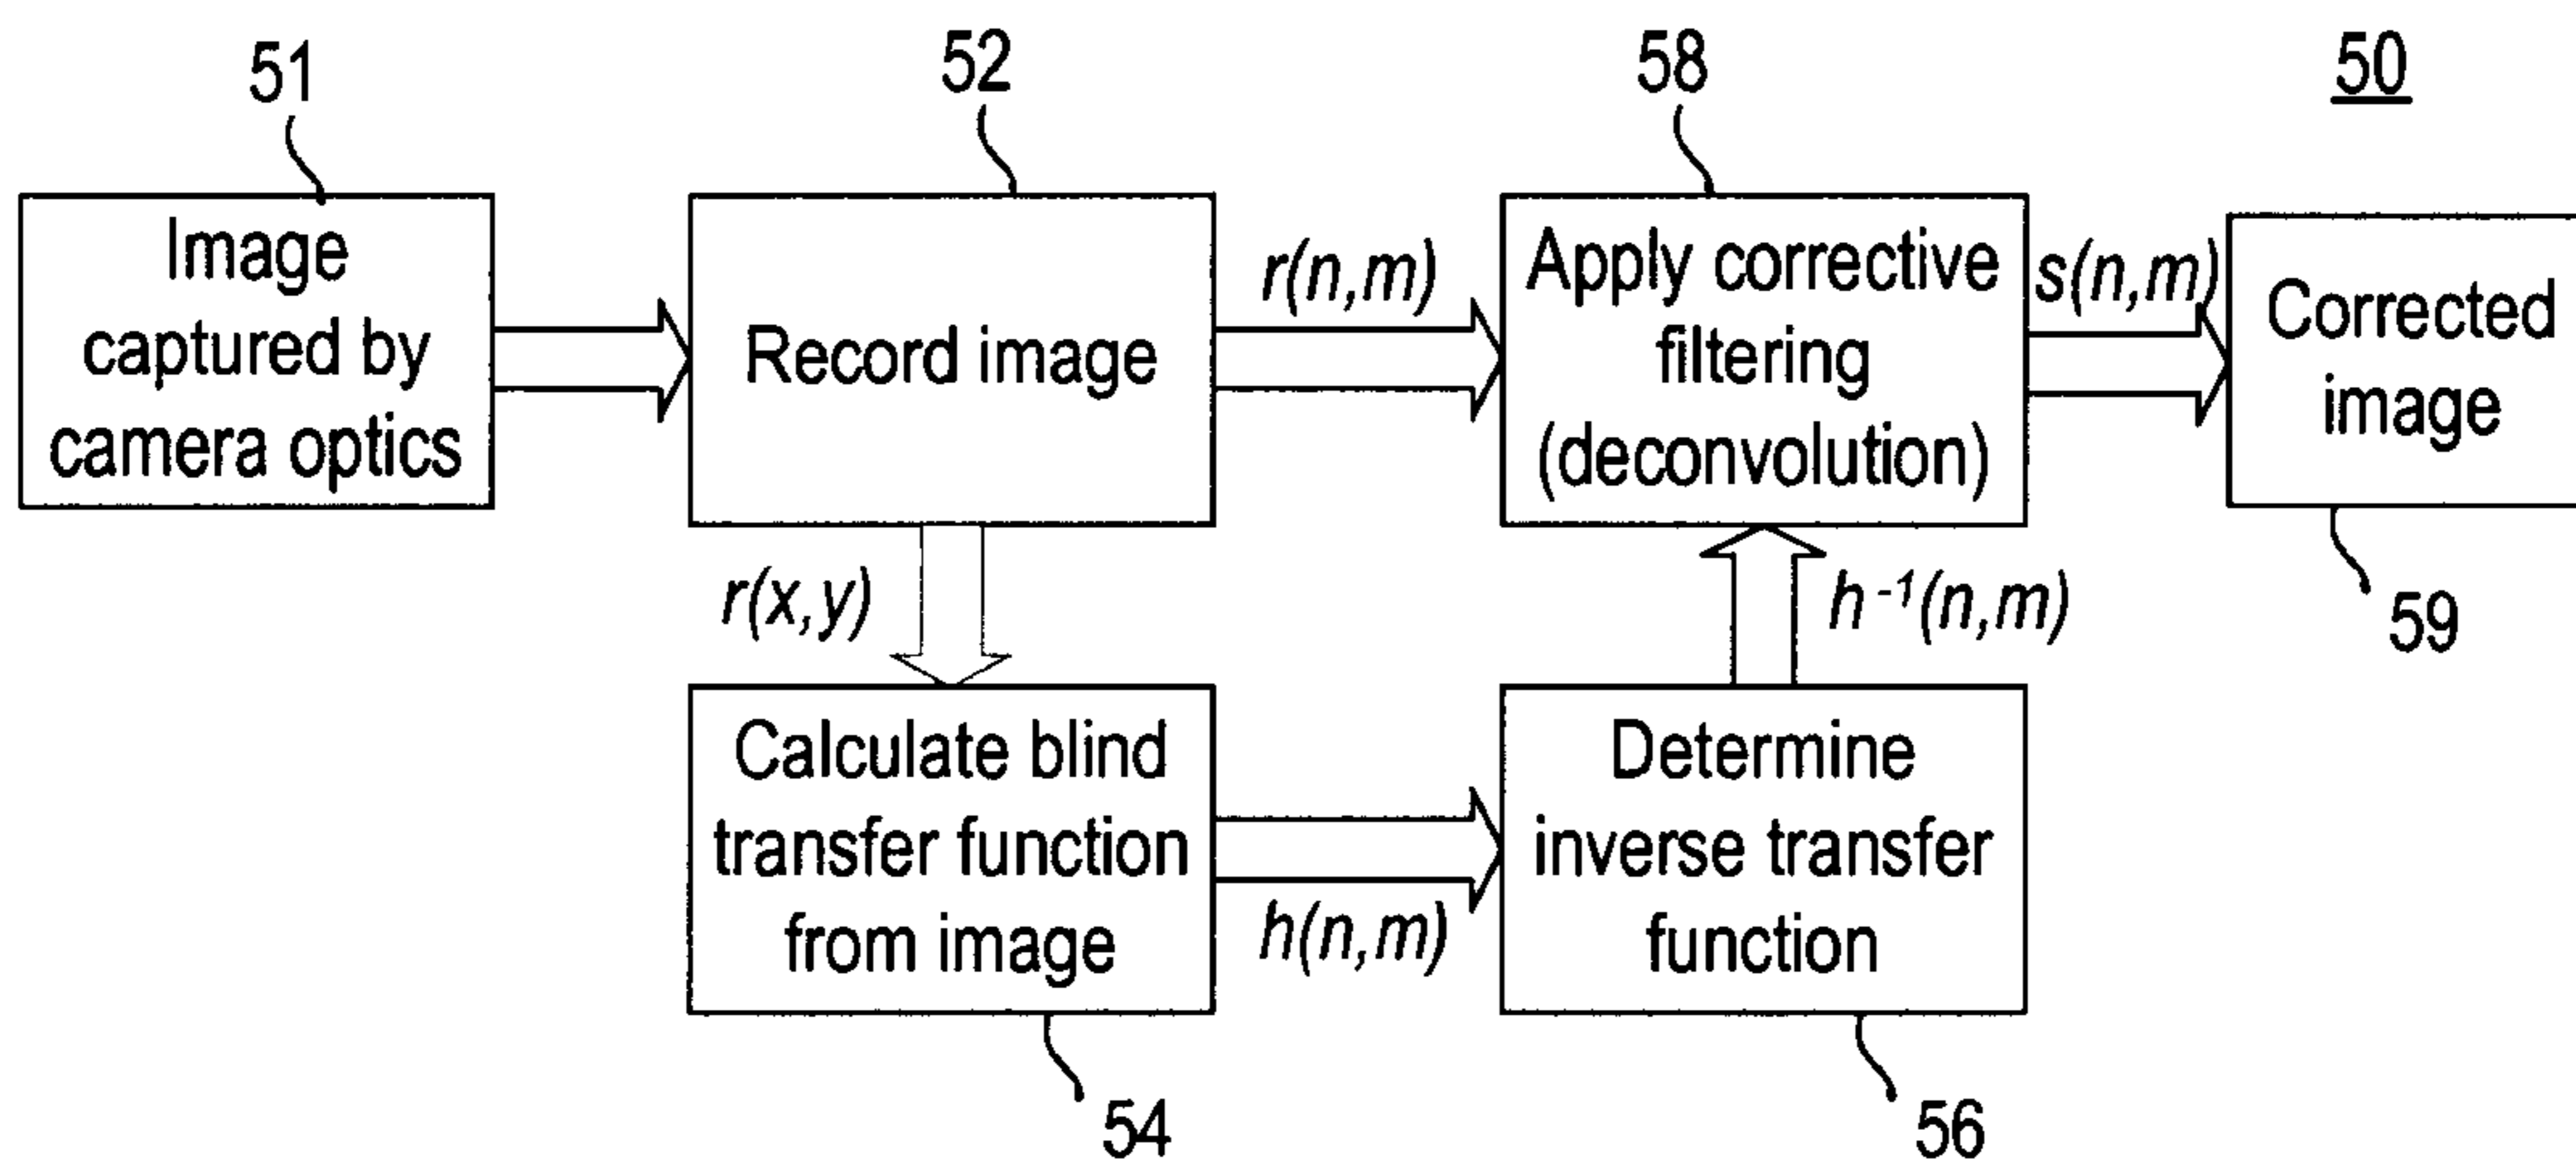 51
52
58
50
Image
captured by
camera optics
Record image
r(n,m)
Apply corrective
filtering
(deconvolution)
s(n,m)
Corrected
image
59
r(x,y)
h⁻¹(n,m)
Calculate blind
transfer function
from image
h(n,m)
Determine
inverse transfer
function
54
56